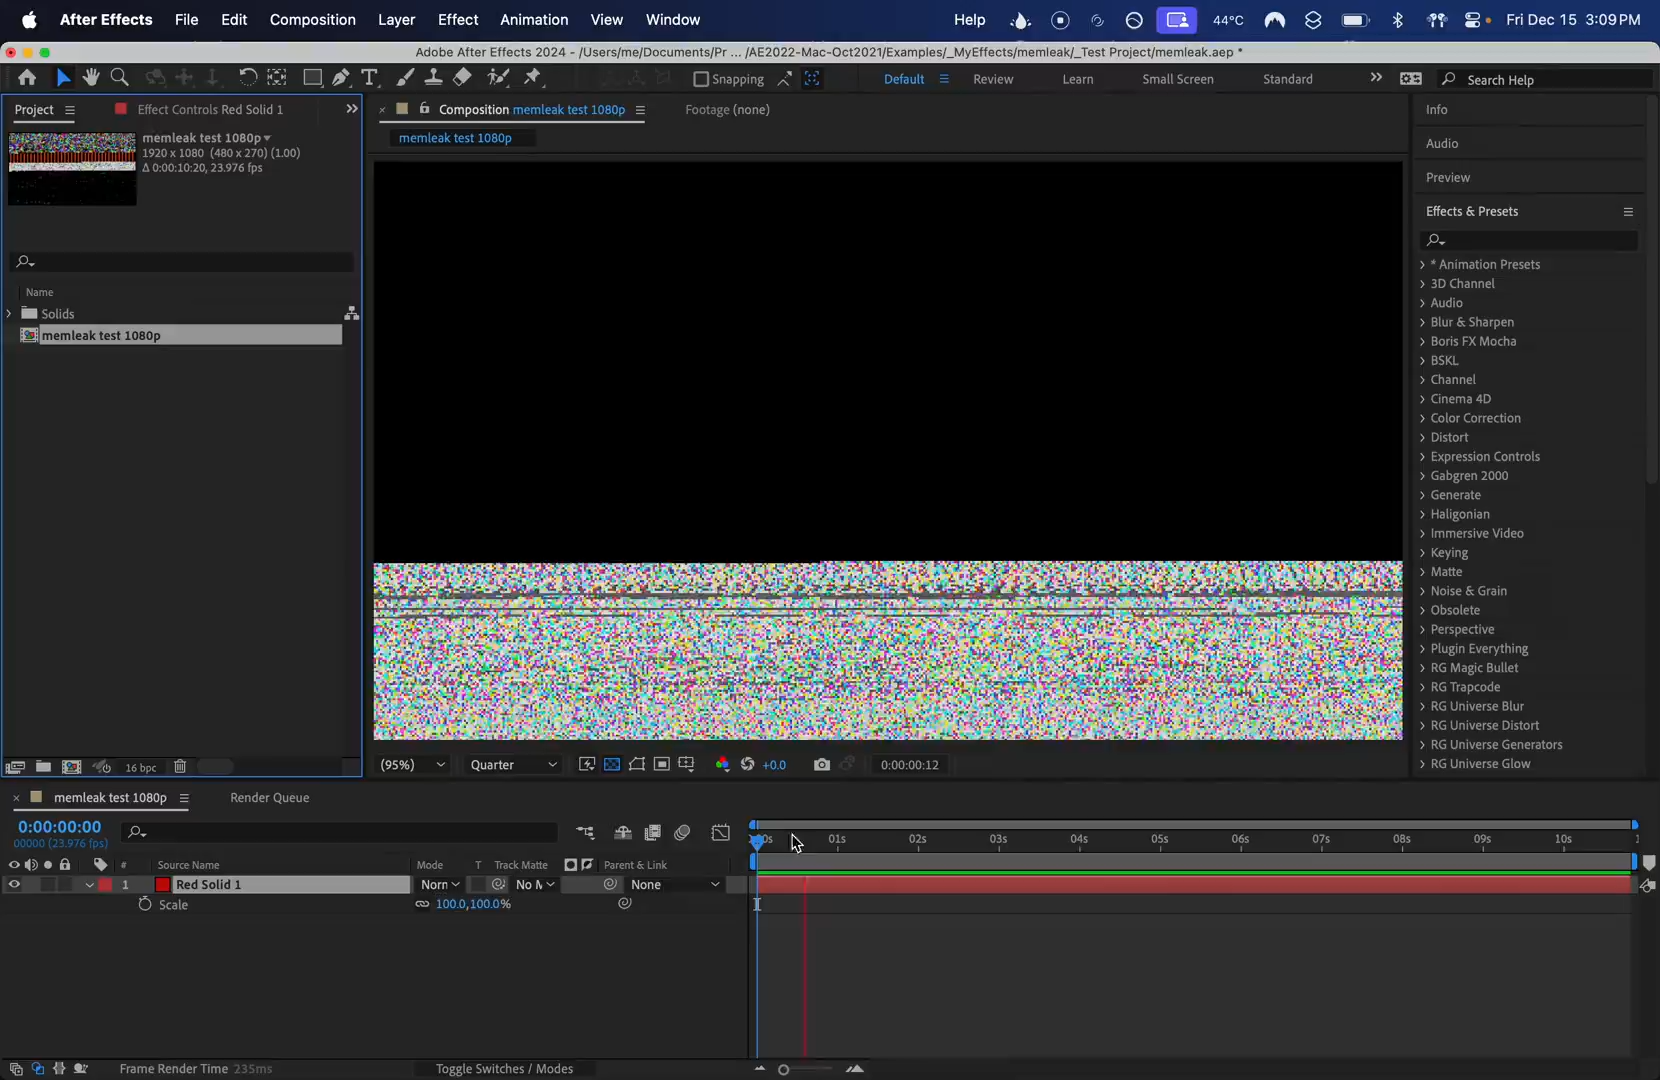 After Effects File Edit Composition Layer Effect Animation View Window Help 44°C Fri Dec 15 3:09 PM
Adobe After Effects 2024 - /Users/me/Documents/Pr ... /AE2022-Mac-Oct2021/Examples/_MyEffects/memleak/_Test Project/memleak.aep *
Snapping Default Review Learn Small Screen Standard Search Help
Project Effect Controls Red Solid 1
Composition memleak test 1080p Footage (none)
memleak test 1080p
memleak test 1080p
1920 x 1080 (480 x 270) (1.00)
Δ 0:00:10:20, 23.976 fps
Name
Solids
memleak test 1080p
16 bpc
(95%) Quarter +0.0 0:00:00:12
Info
Audio
Preview
Effects & Presets
* Animation Presets
3D Channel
Audio
Blur & Sharpen
Boris FX Mocha
BSKL
Channel
Cinema 4D
Color Correction
Distort
Expression Controls
Gabgren 2000
Generate
Haligonian
Immersive Video
Keying
Matte
Noise & Grain
Obsolete
Perspective
Plugin Everything
RG Magic Bullet
RG Trapcode
RG Universe Blur
RG Universe Distort
RG Universe Generators
RG Universe Glow
memleak test 1080p Render Queue
0:00:00:00
00000 (23.976 fps)
0s 01s 02s 03s 04s 05s 06s 07s 08s 09s 10s
# Source Name Mode T Track Matte Parent & Link
1 Red Solid 1 Norn No M None
Scale 100.0,100.0%
Frame Render Time 235ms Toggle Switches / Modes